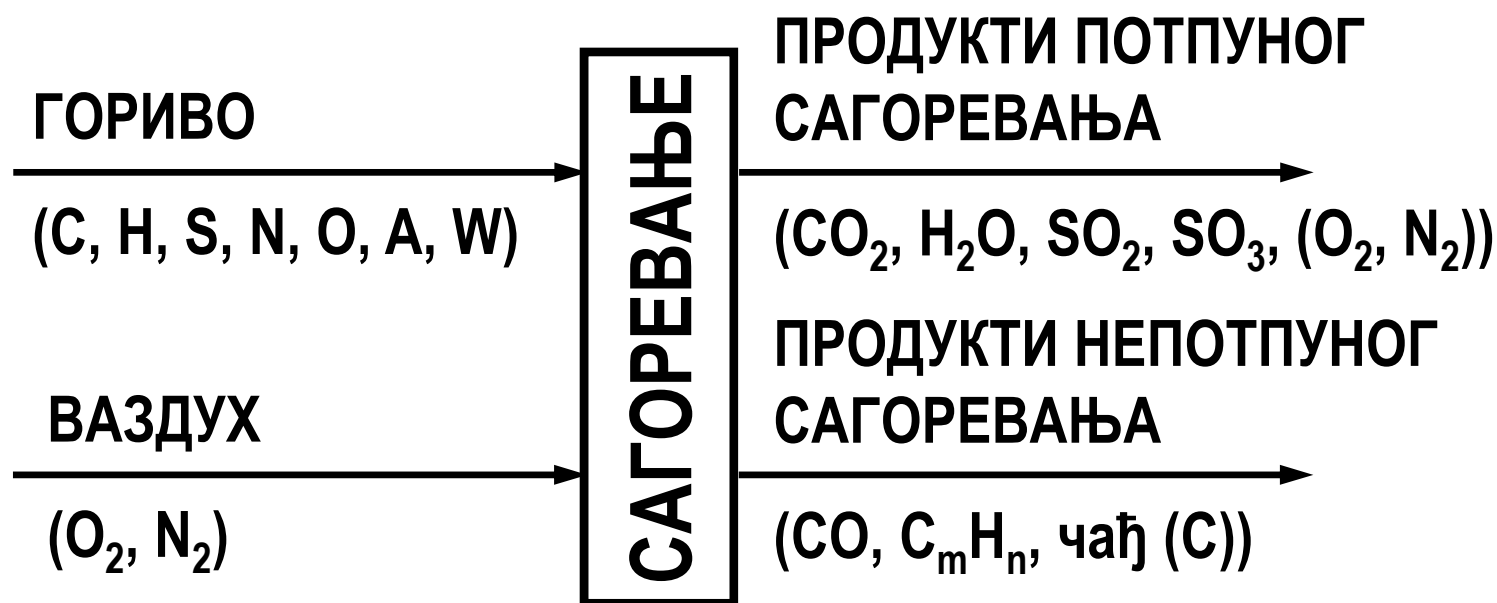 ГОРИВО
(C, H, S, N, O, A, W)
ВАЗДУХ
(O₂, N₂)
САГОРЕВАЊЕ
ПРОДУКТИ ПОТПУНОГ
САГОРЕВАЊА
(CO₂, H₂O, SO₂, SO₃, (O₂, N₂))
ПРОДУКТИ НЕПОТПУНОГ
САГОРЕВАЊА
(CO, CₘHₙ, чађ (C))